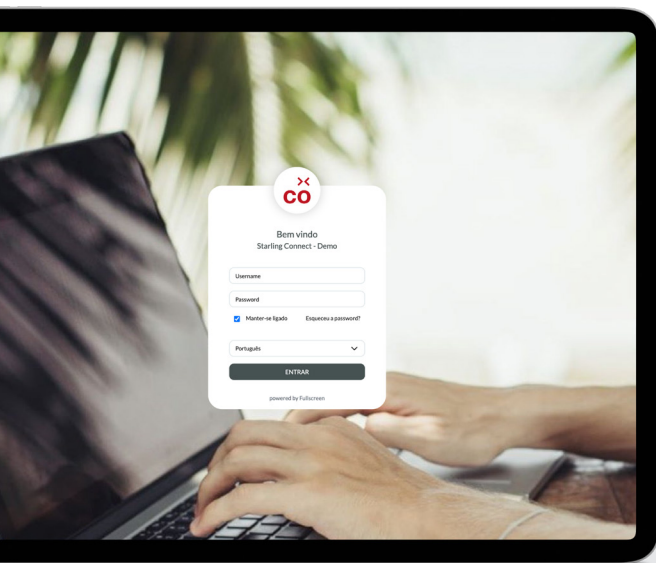 co
Bem vindo
Starling Connect - Demo
Username
Password
Manter-se ligado Esqueceu a password?
Português
ENTRAR
powered by Fullscreen